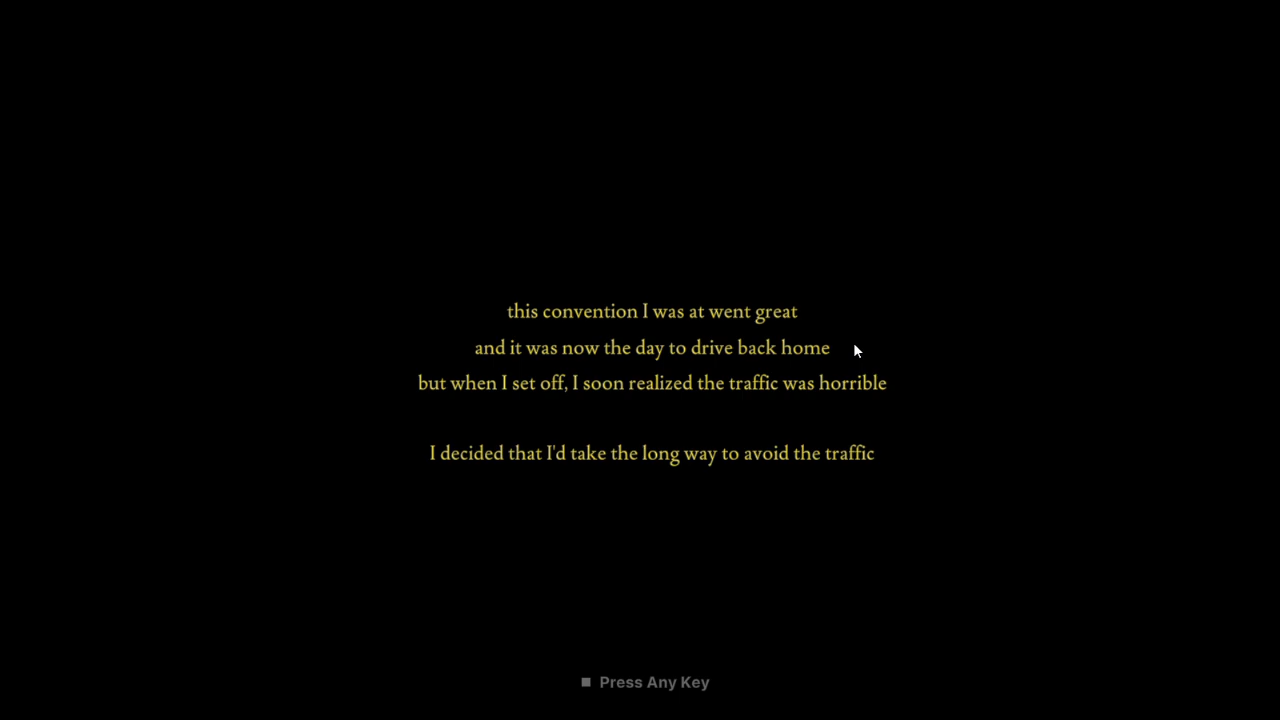 this convention I was at went great
and it was now the day to drive back home
but when I set off, I soon realized the traffic was horrible
I decided that I'd take the long way to avoid the traffic
Press Any Key